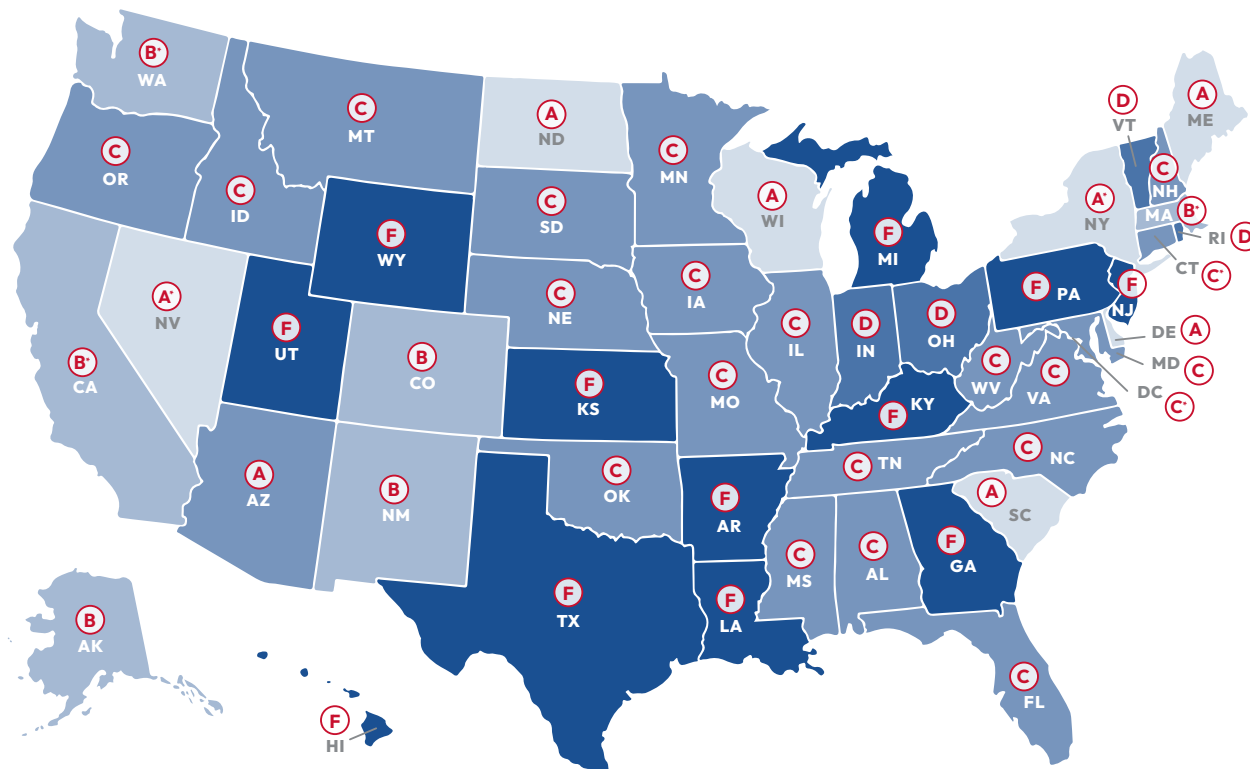 B*
WA
C
OR
C
ID
C
MT
A
ND
C
MN
C
SD
F
WY
A
WI
F
MI
D
VT
A
ME
C
NH
A*
NY
MA B*
RI D
CT C*
A*
NV
B*
CA
F
UT
B
CO
C
NE
C
IA
C
IL
D
IN
D
OH
F PA
F
NJ
DE A
MD C
DC C*
C
WV
C
VA
F
KS
C
MO
F KY
A
AZ
B
NM
C
OK
F
AR
C TN
C NC
A
SC
F
TX
F
LA
C
MS
C
AL
F
GA
C
FL
B
AK
F
HI